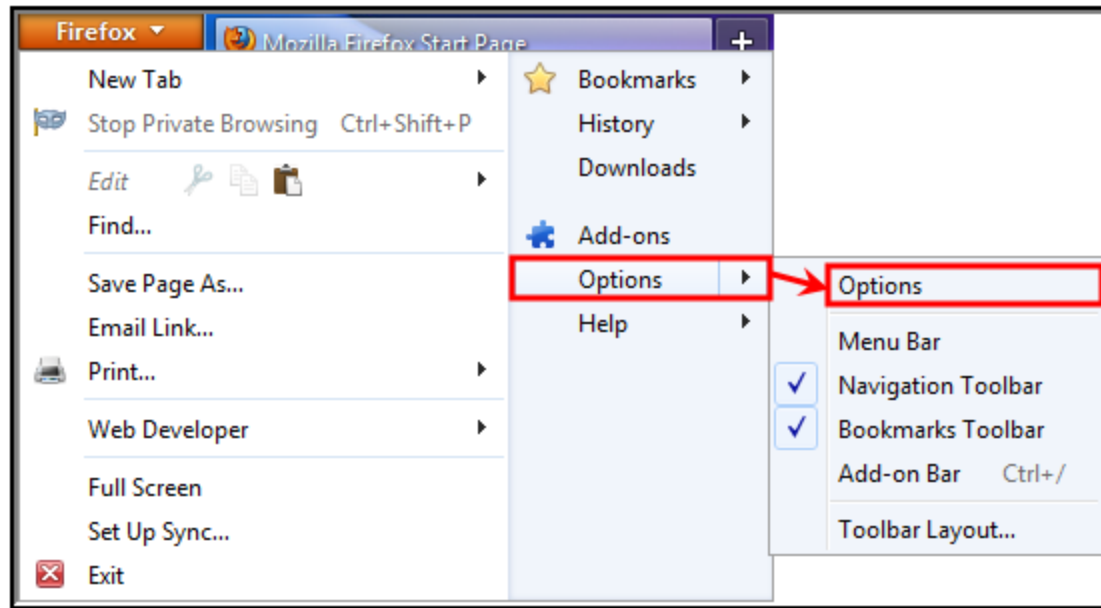 Firefox
Mozilla Firefox Start Page
+
New Tab
Stop Private Browsing Ctrl+Shift+P
Edit
Find...
Save Page As...
Email Link...
Print...
Web Developer
Full Screen
Set Up Sync...
Exit
Bookmarks
History
Downloads
Add-ons
Options
Help
Options
Menu Bar
Navigation Toolbar
Bookmarks Toolbar
Add-on Bar Ctrl+/
Toolbar Layout...